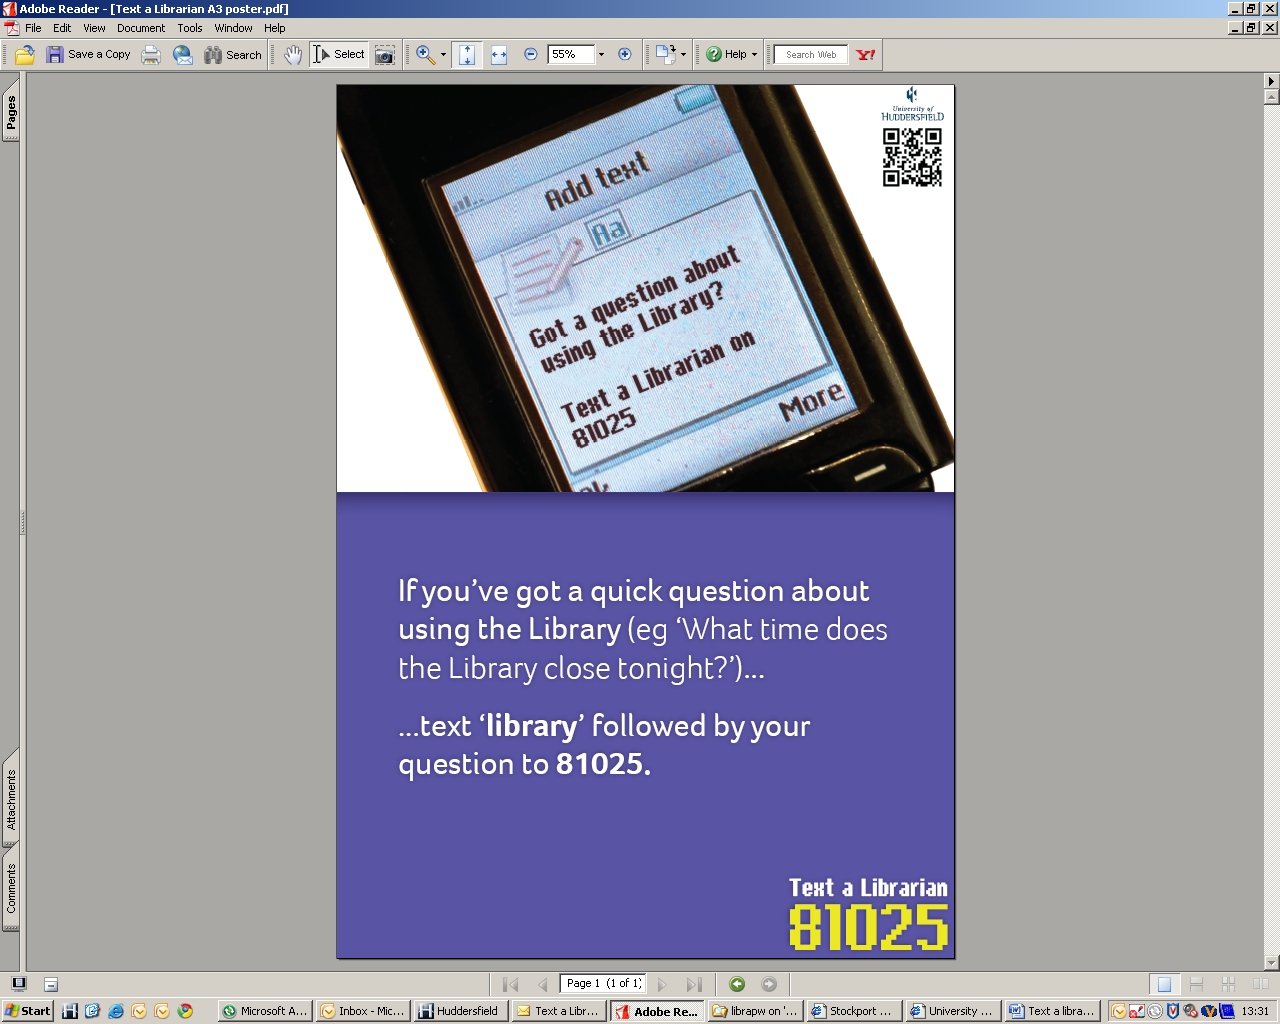 Adobe Reader - [Text a Librarian A3 poster.pdf]
File Edit View Document Tools Window Help
Save a Copy Search Select 55% Help Search Web Y!
Pages
University of
HUDDERSFIELD
Add text
Aa
Got a question about
using the Library?
Text a Librarian on
81025
More
If you've got a quick question about
using the Library (eg 'What time does
the Library close tonight?')...
...text 'library' followed by your
question to 81025.
Attachments
Comments
Text a Librarian
81025
Page 1 (1 of 1)
Start Microsoft A... Inbox - Mic... Huddersfield Text a Libr... Adobe Re... librapw on '... Stockport ... University ... Text a libra... 13:31